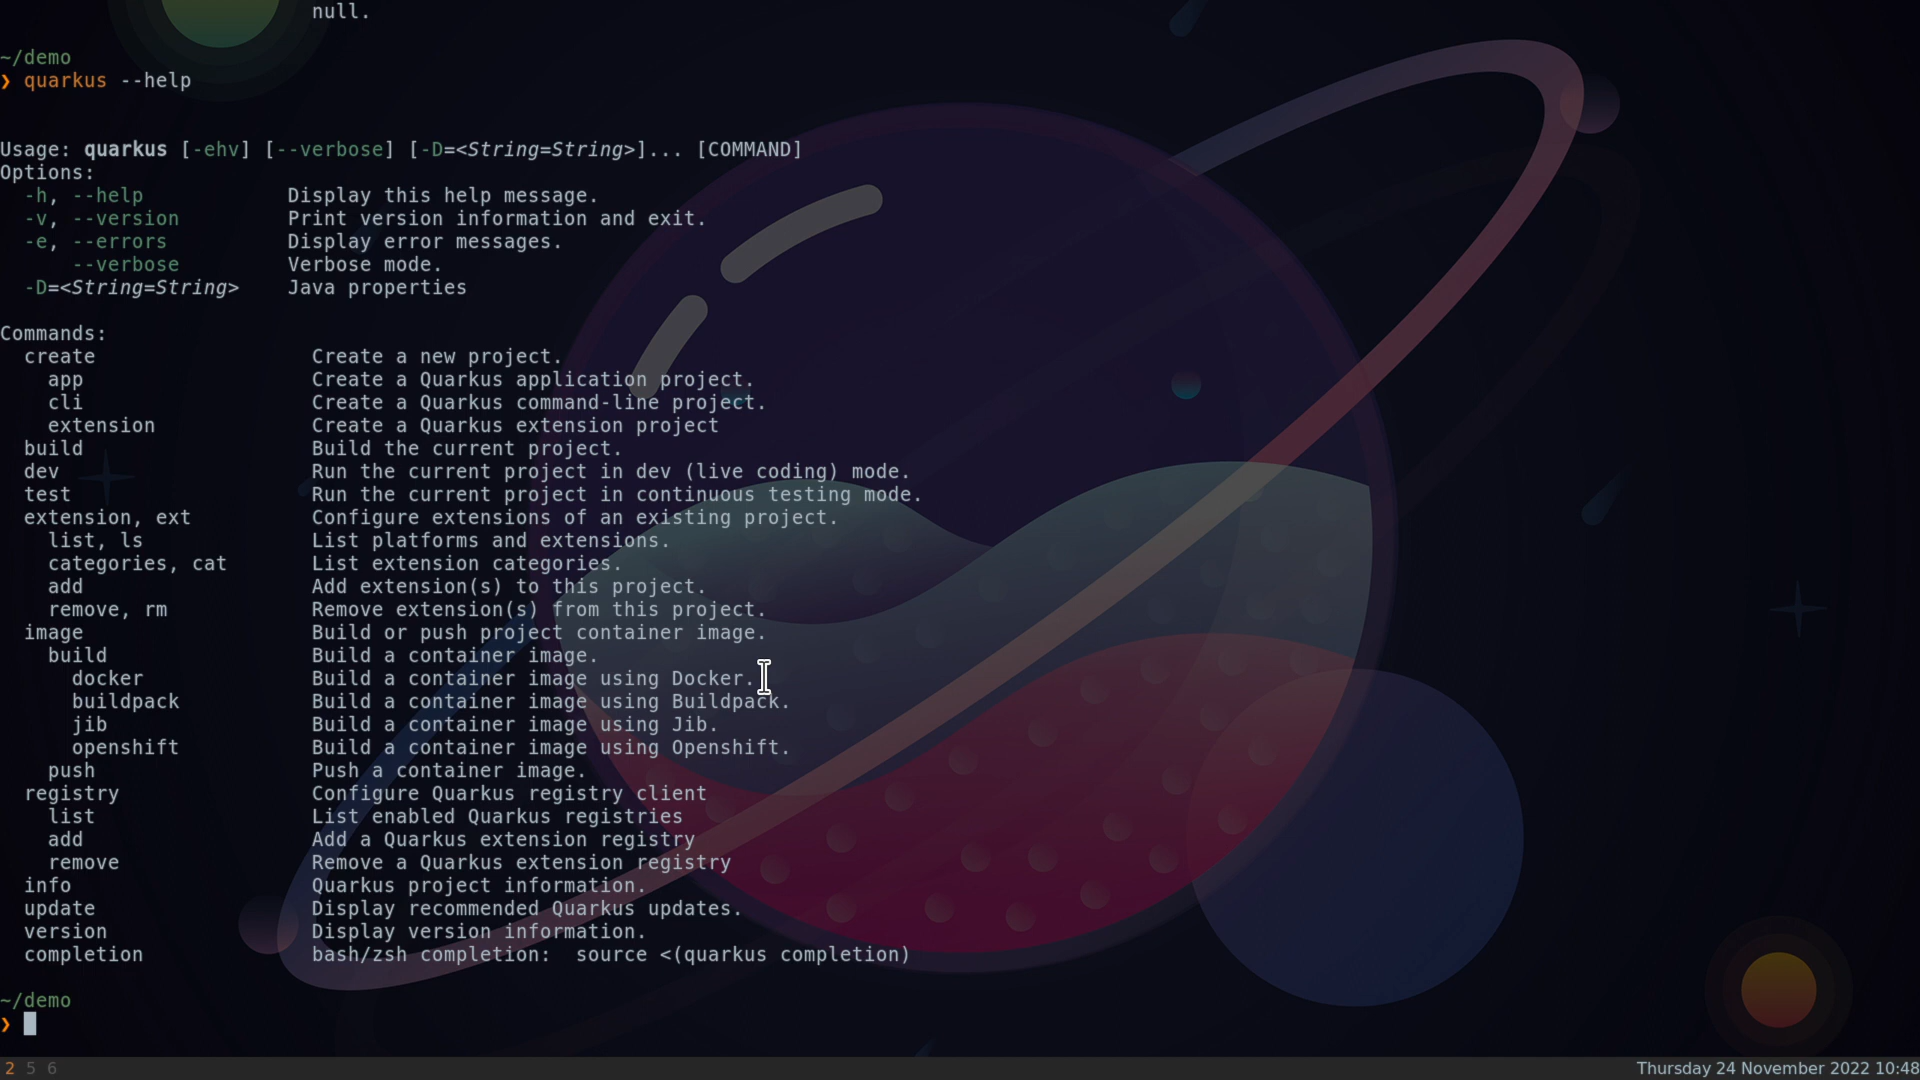 null.
~/demo
❯ quarkus --help
Usage: quarkus [-ehv] [--verbose] [-D=<String=String>]... [COMMAND]
Options:
-h, --help Display this help message.
-v, --version Print version information and exit.
-e, --errors Display error messages.
--verbose Verbose mode.
-D=<String=String> Java properties
Commands:
create Create a new project.
app Create a Quarkus application project.
cli Create a Quarkus command-line project.
extension Create a Quarkus extension project
build Build the current project.
dev Run the current project in dev (live coding) mode.
test Run the current project in continuous testing mode.
extension, ext Configure extensions of an existing project.
list, ls List platforms and extensions.
categories, cat List extension categories.
add Add extension(s) to this project.
remove, rm Remove extension(s) from this project.
image Build or push project container image.
build Build a container image.
docker Build a container image using Docker.
buildpack Build a container image using Buildpack.
jib Build a container image using Jib.
openshift Build a container image using Openshift.
push Push a container image.
registry Configure Quarkus registry client
list List enabled Quarkus registries
add Add a Quarkus extension registry
remove Remove a Quarkus extension registry
info Quarkus project information.
update Display recommended Quarkus updates.
version Display version information.
completion bash/zsh completion: source <(quarkus completion)
~/demo
❯
2 5 6 Thursday 24 November 2022 10:48